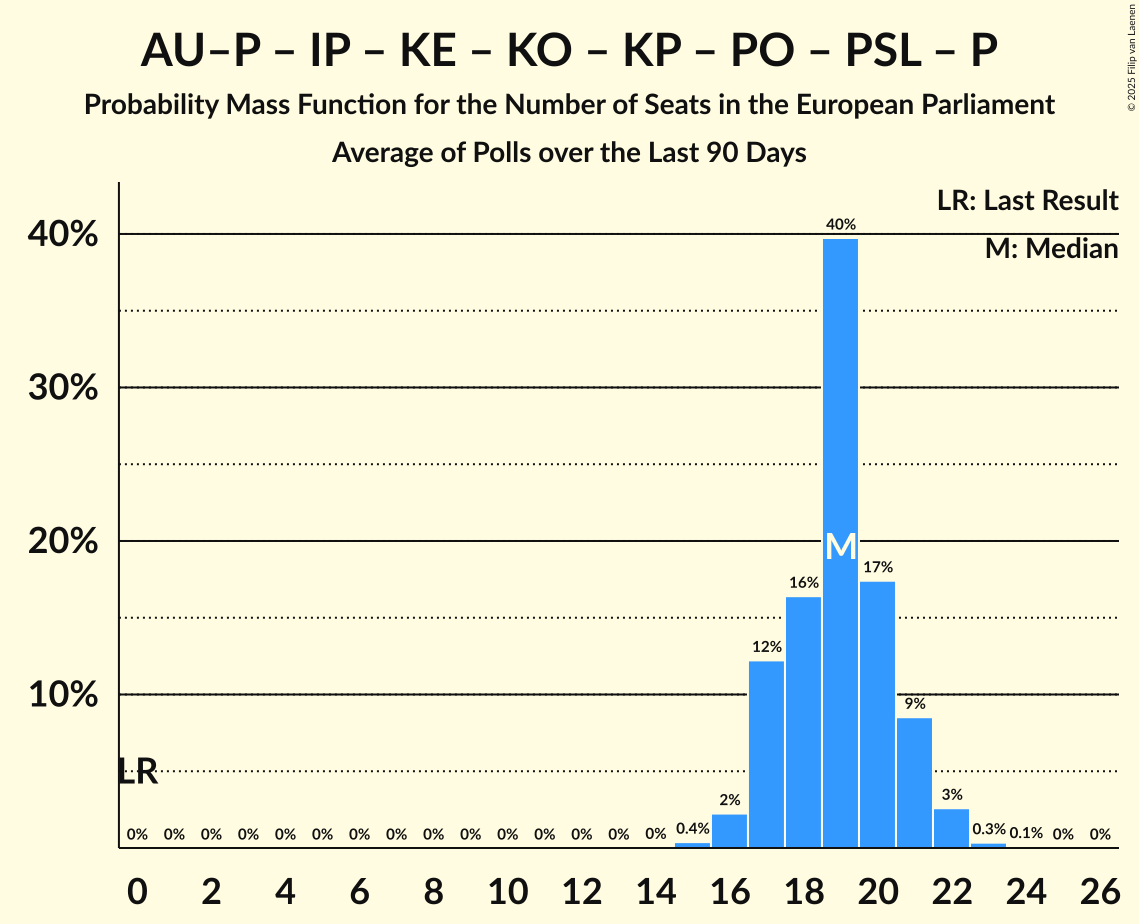 AU–P – IP – KE – KO – KP – PO – PSL – P
Probability Mass Function for the Number of Seats in the European Parliament
Average of Polls over the Last 90 Days
© 2025 Filip van Laenen
LR: Last Result
M: Median
40%
30%
20%
10%
40%
M
17%
16%
12%
9%
LR
3%
2%
0% 0% 0% 0% 0% 0% 0% 0% 0% 0% 0% 0% 0% 0% 0% 0.4% 0.3% 0.1% 0% 0%
0 2 4 6 8 10 12 14 16 18 20 22 24 26